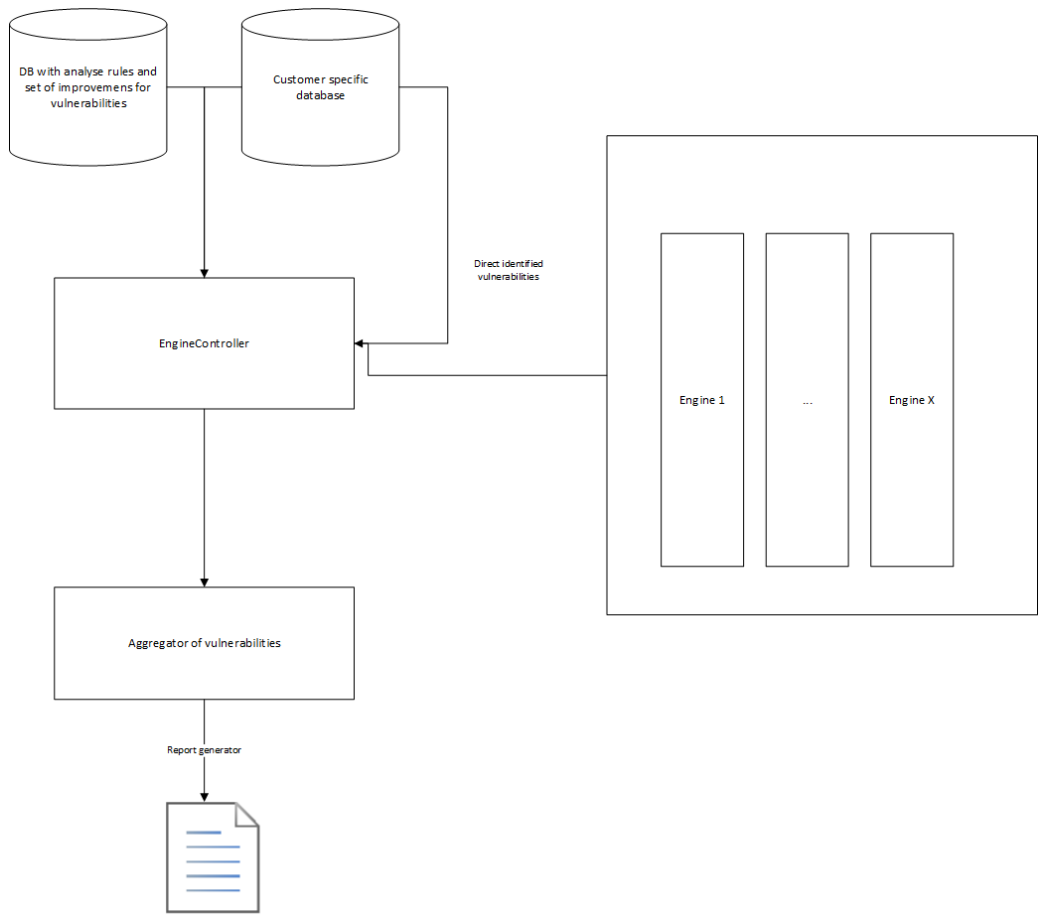 DB with analyse rules and
set of improvemens for
vulnerabilities
Customer specific
database
Direct identified
vulnerabilities
EngineController
Engine 1
...
Engine X
Aggregator of vulnerabilities
Report generator